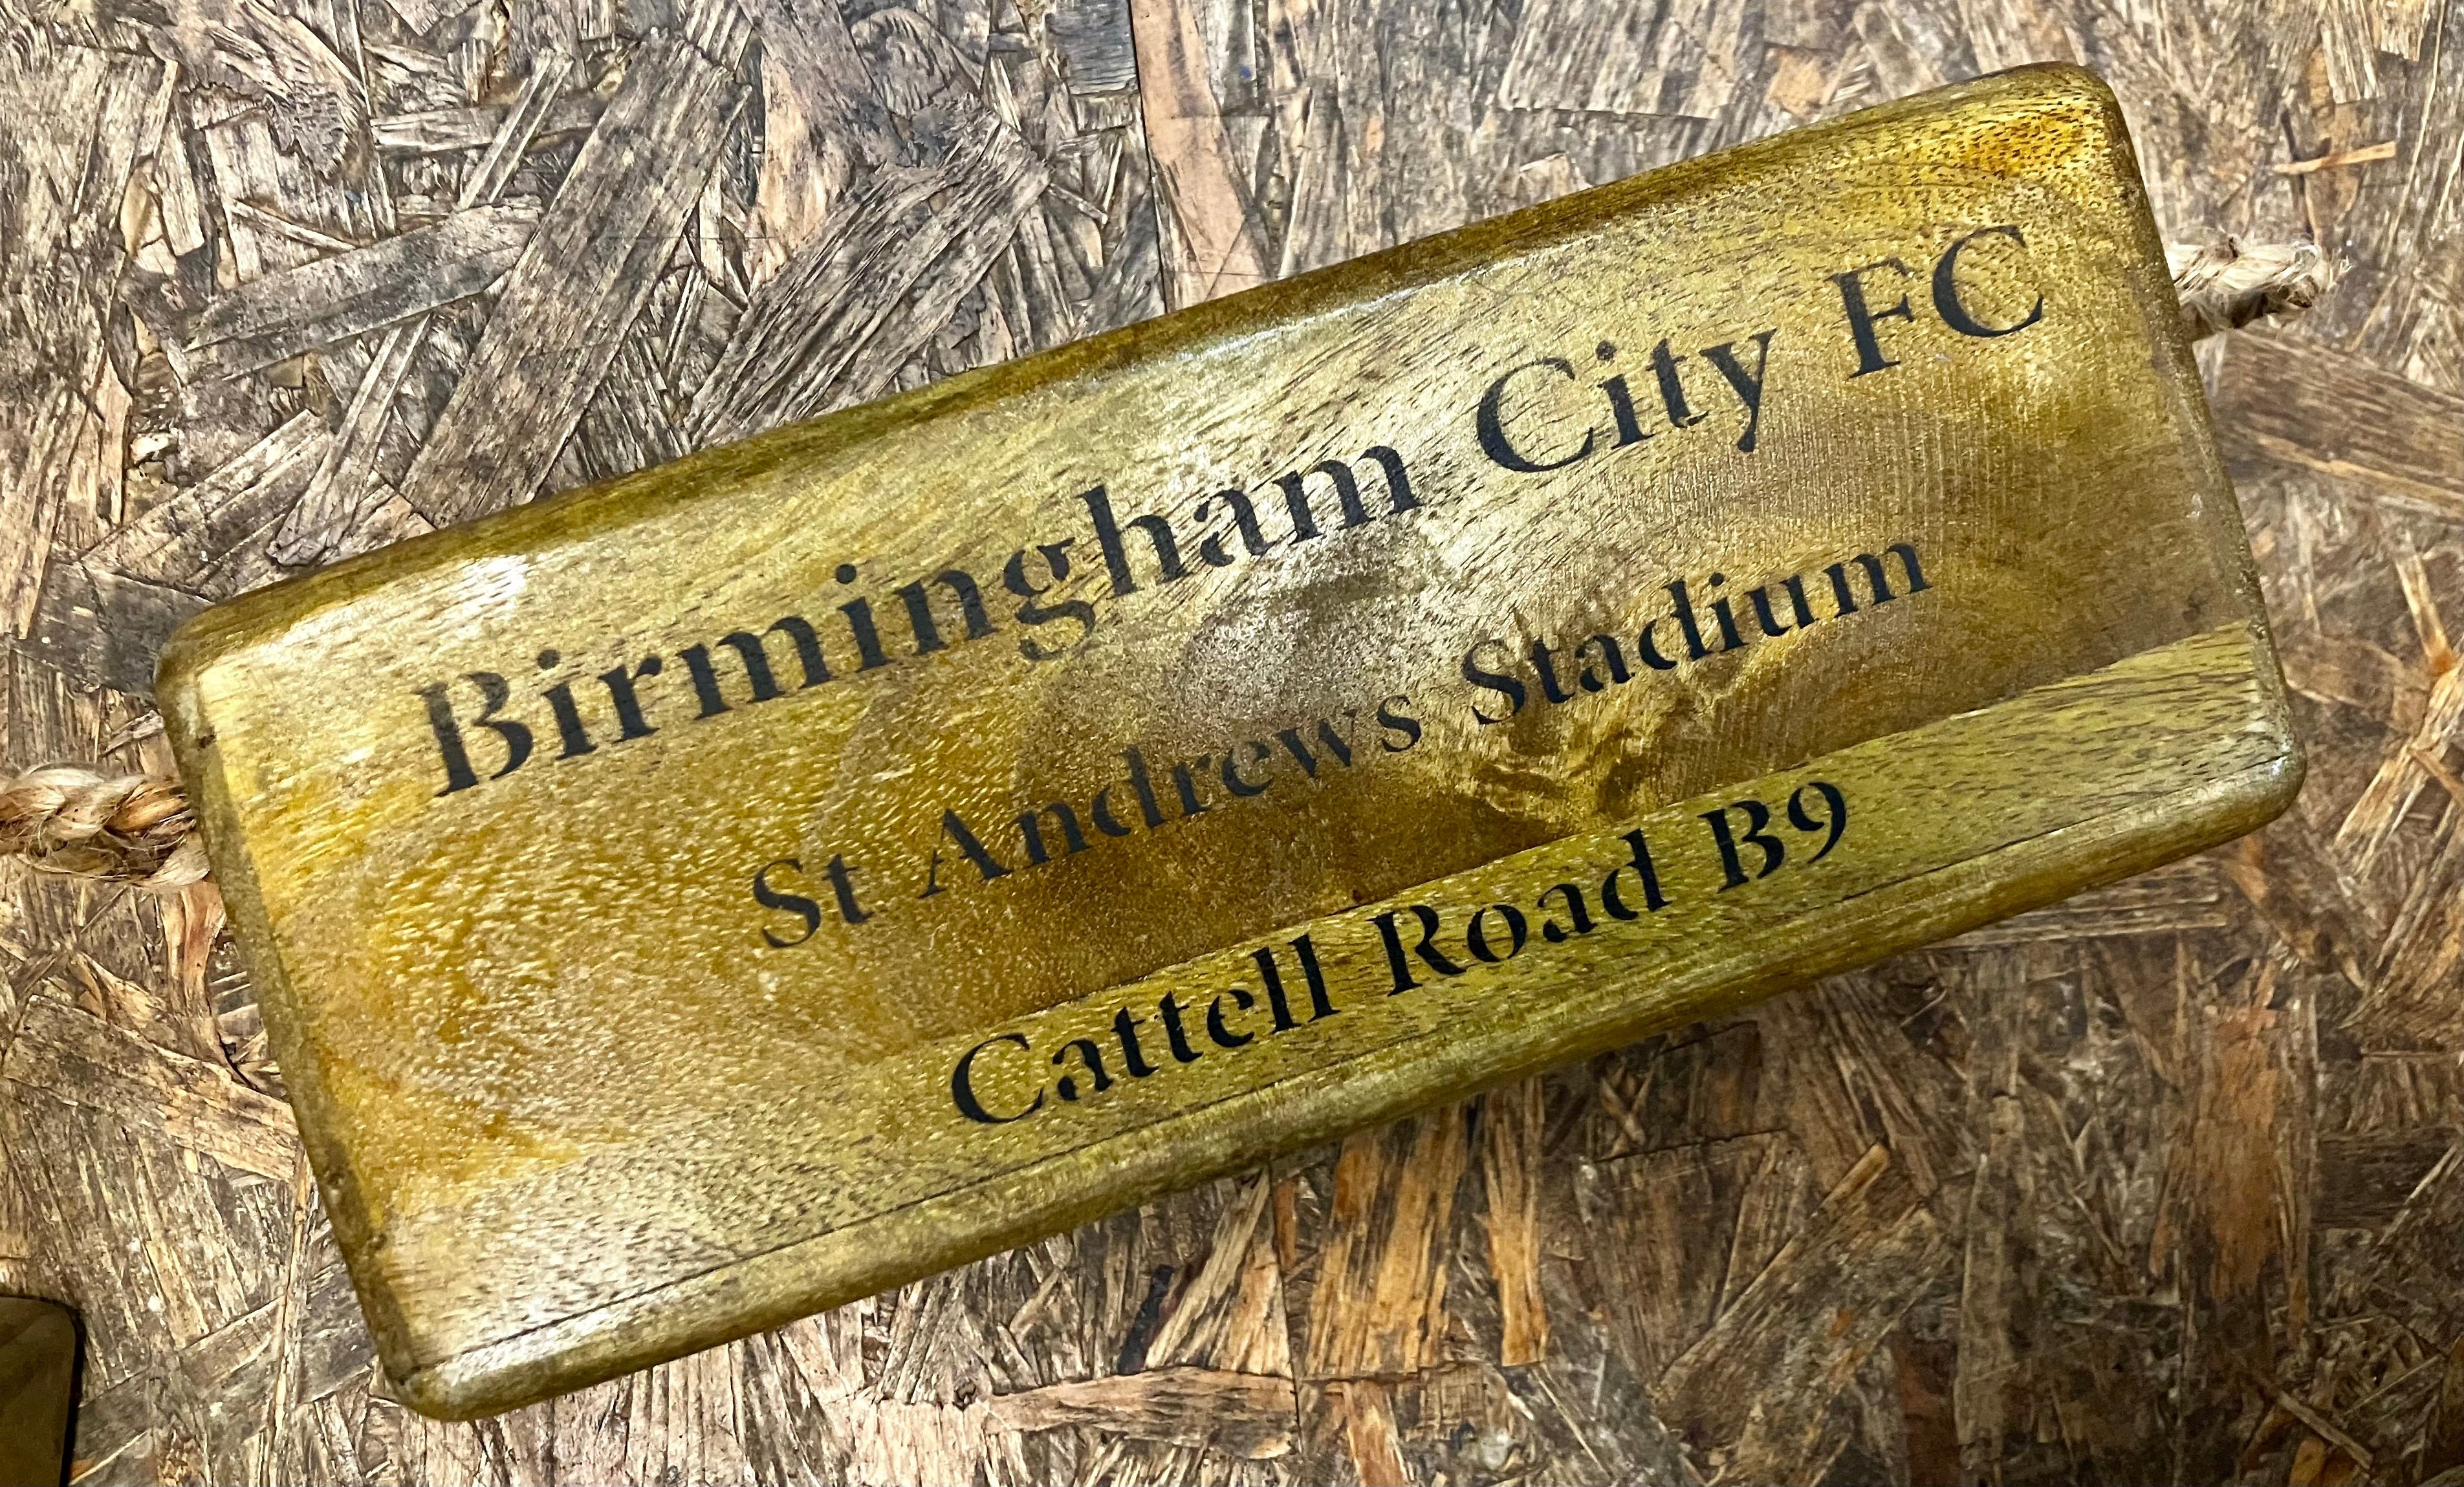 Birmingham City FC
St Andrews Stadium
Cattell Road B9